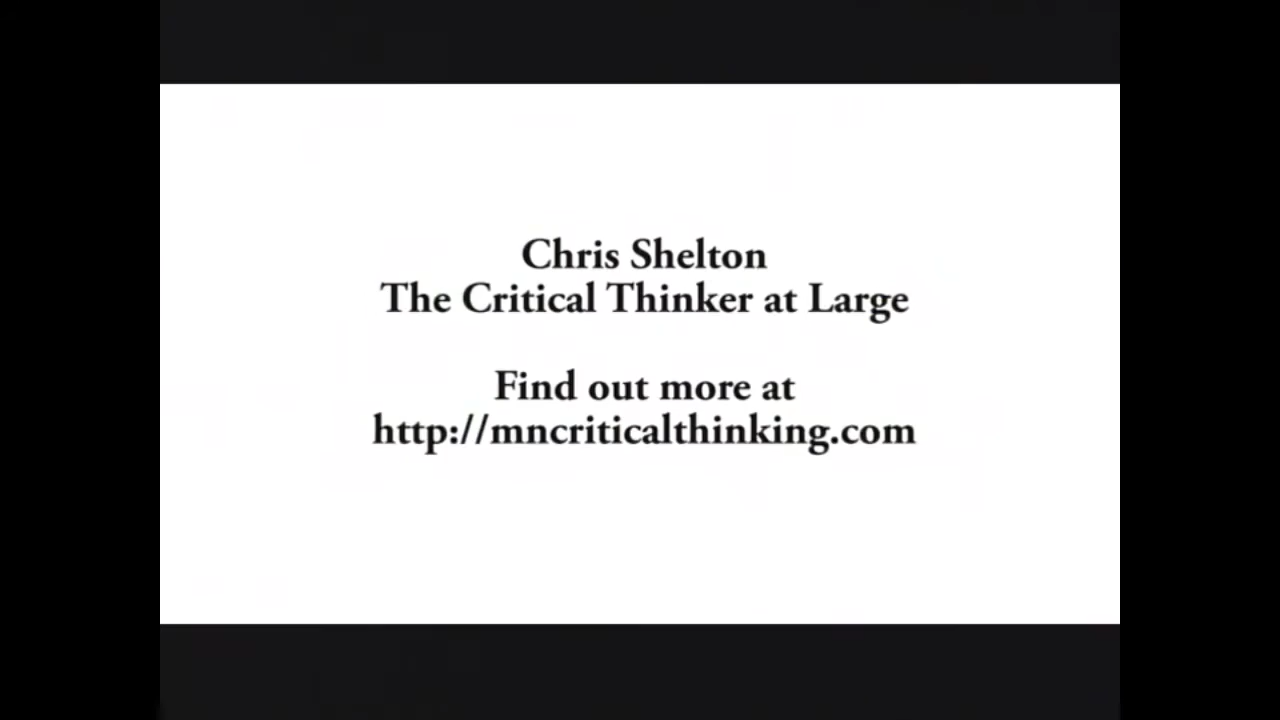 Chris Shelton
The Critical Thinker at Large
Find out more at
http://mncriticalthinking.com